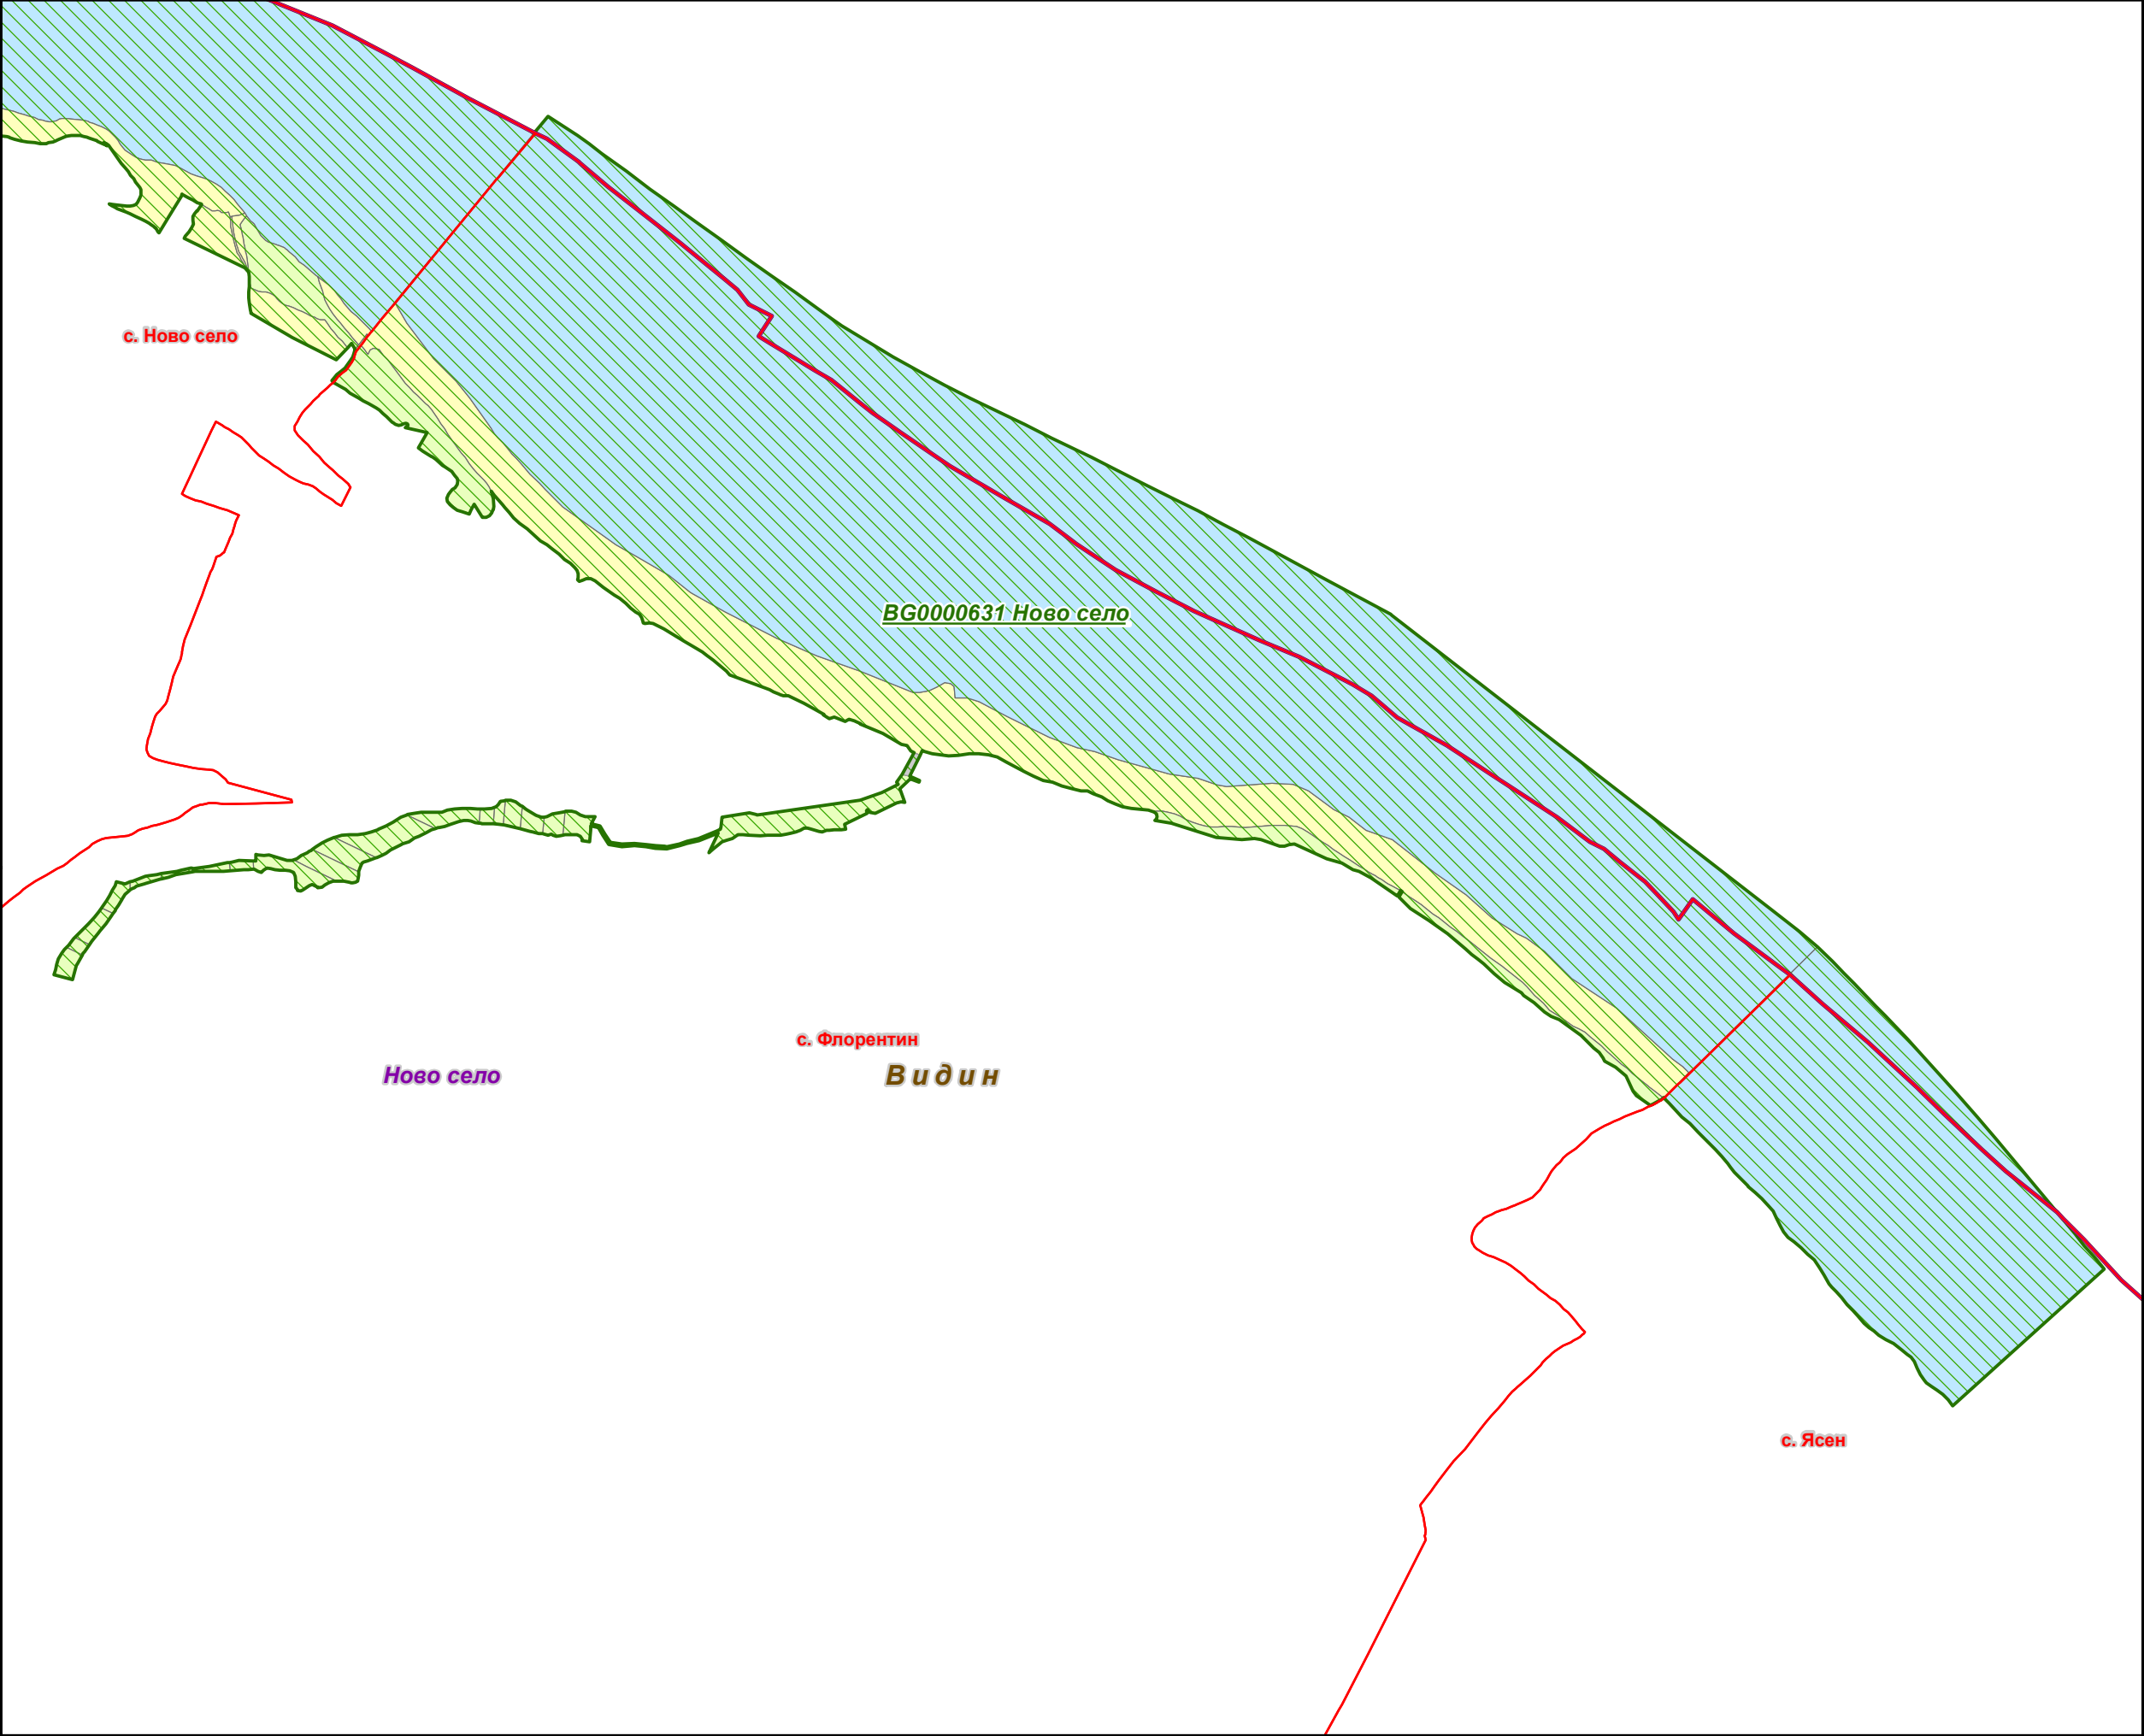 с. Ново село
BG0000631 Ново село
с. Флорентин
Ново село
Видин
с. Ясен